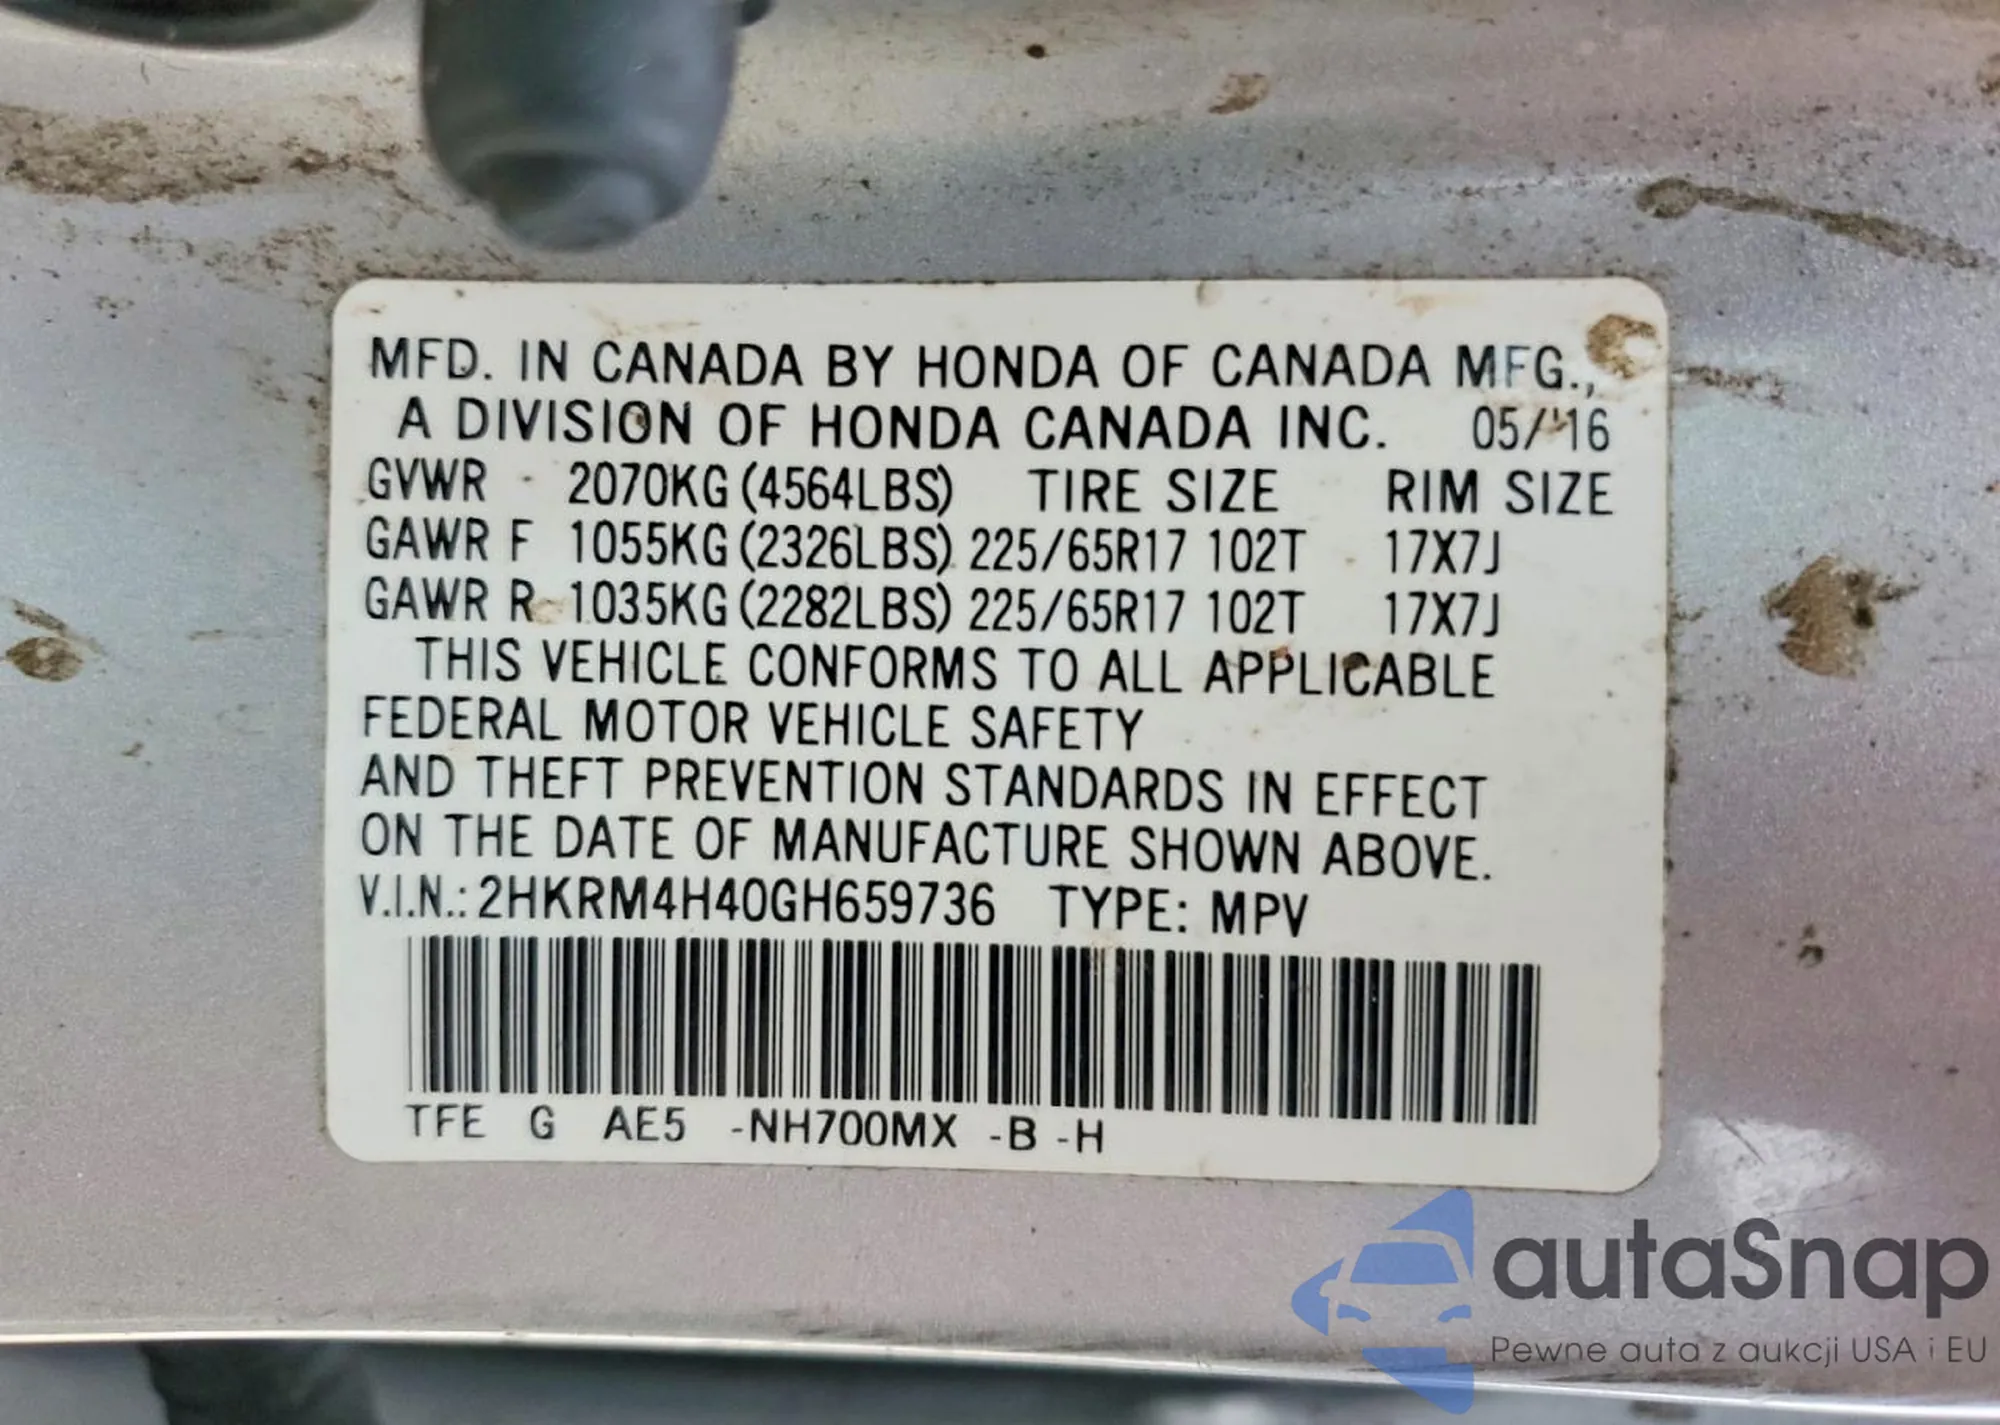 MFD. IN CANADA BY HONDA OF CANADA MFG.,
A DIVISION OF HONDA CANADA INC. 05/'16
GVWR 2070KG (4564LBS) TIRE SIZE RIM SIZE
GAWR F 1055KG (2326LBS) 225/65R17 102T 17X7J
GAWR R 1035KG (2282LBS) 225/65R17 102T 17X7J
THIS VEHICLE CONFORMS TO ALL APPLICABLE
FEDERAL MOTOR VEHICLE SAFETY
AND THEFT PREVENTION STANDARDS IN EFFECT
ON THE DATE OF MANUFACTURE SHOWN ABOVE.
V.I.N.: 2HKRM4H40GH659736 TYPE: MPV
TFE G AE5 -NH700MX -B -H
autaSnap
Pewne auta z aukcji USA i EU